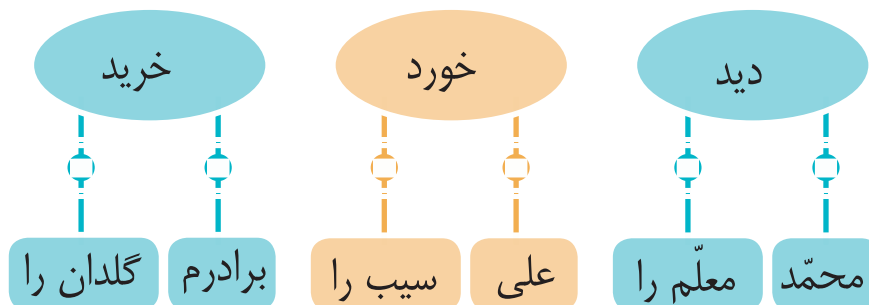 دید خورد خرید
محمّد معلّم را علی سیب را برادرم گلدان را